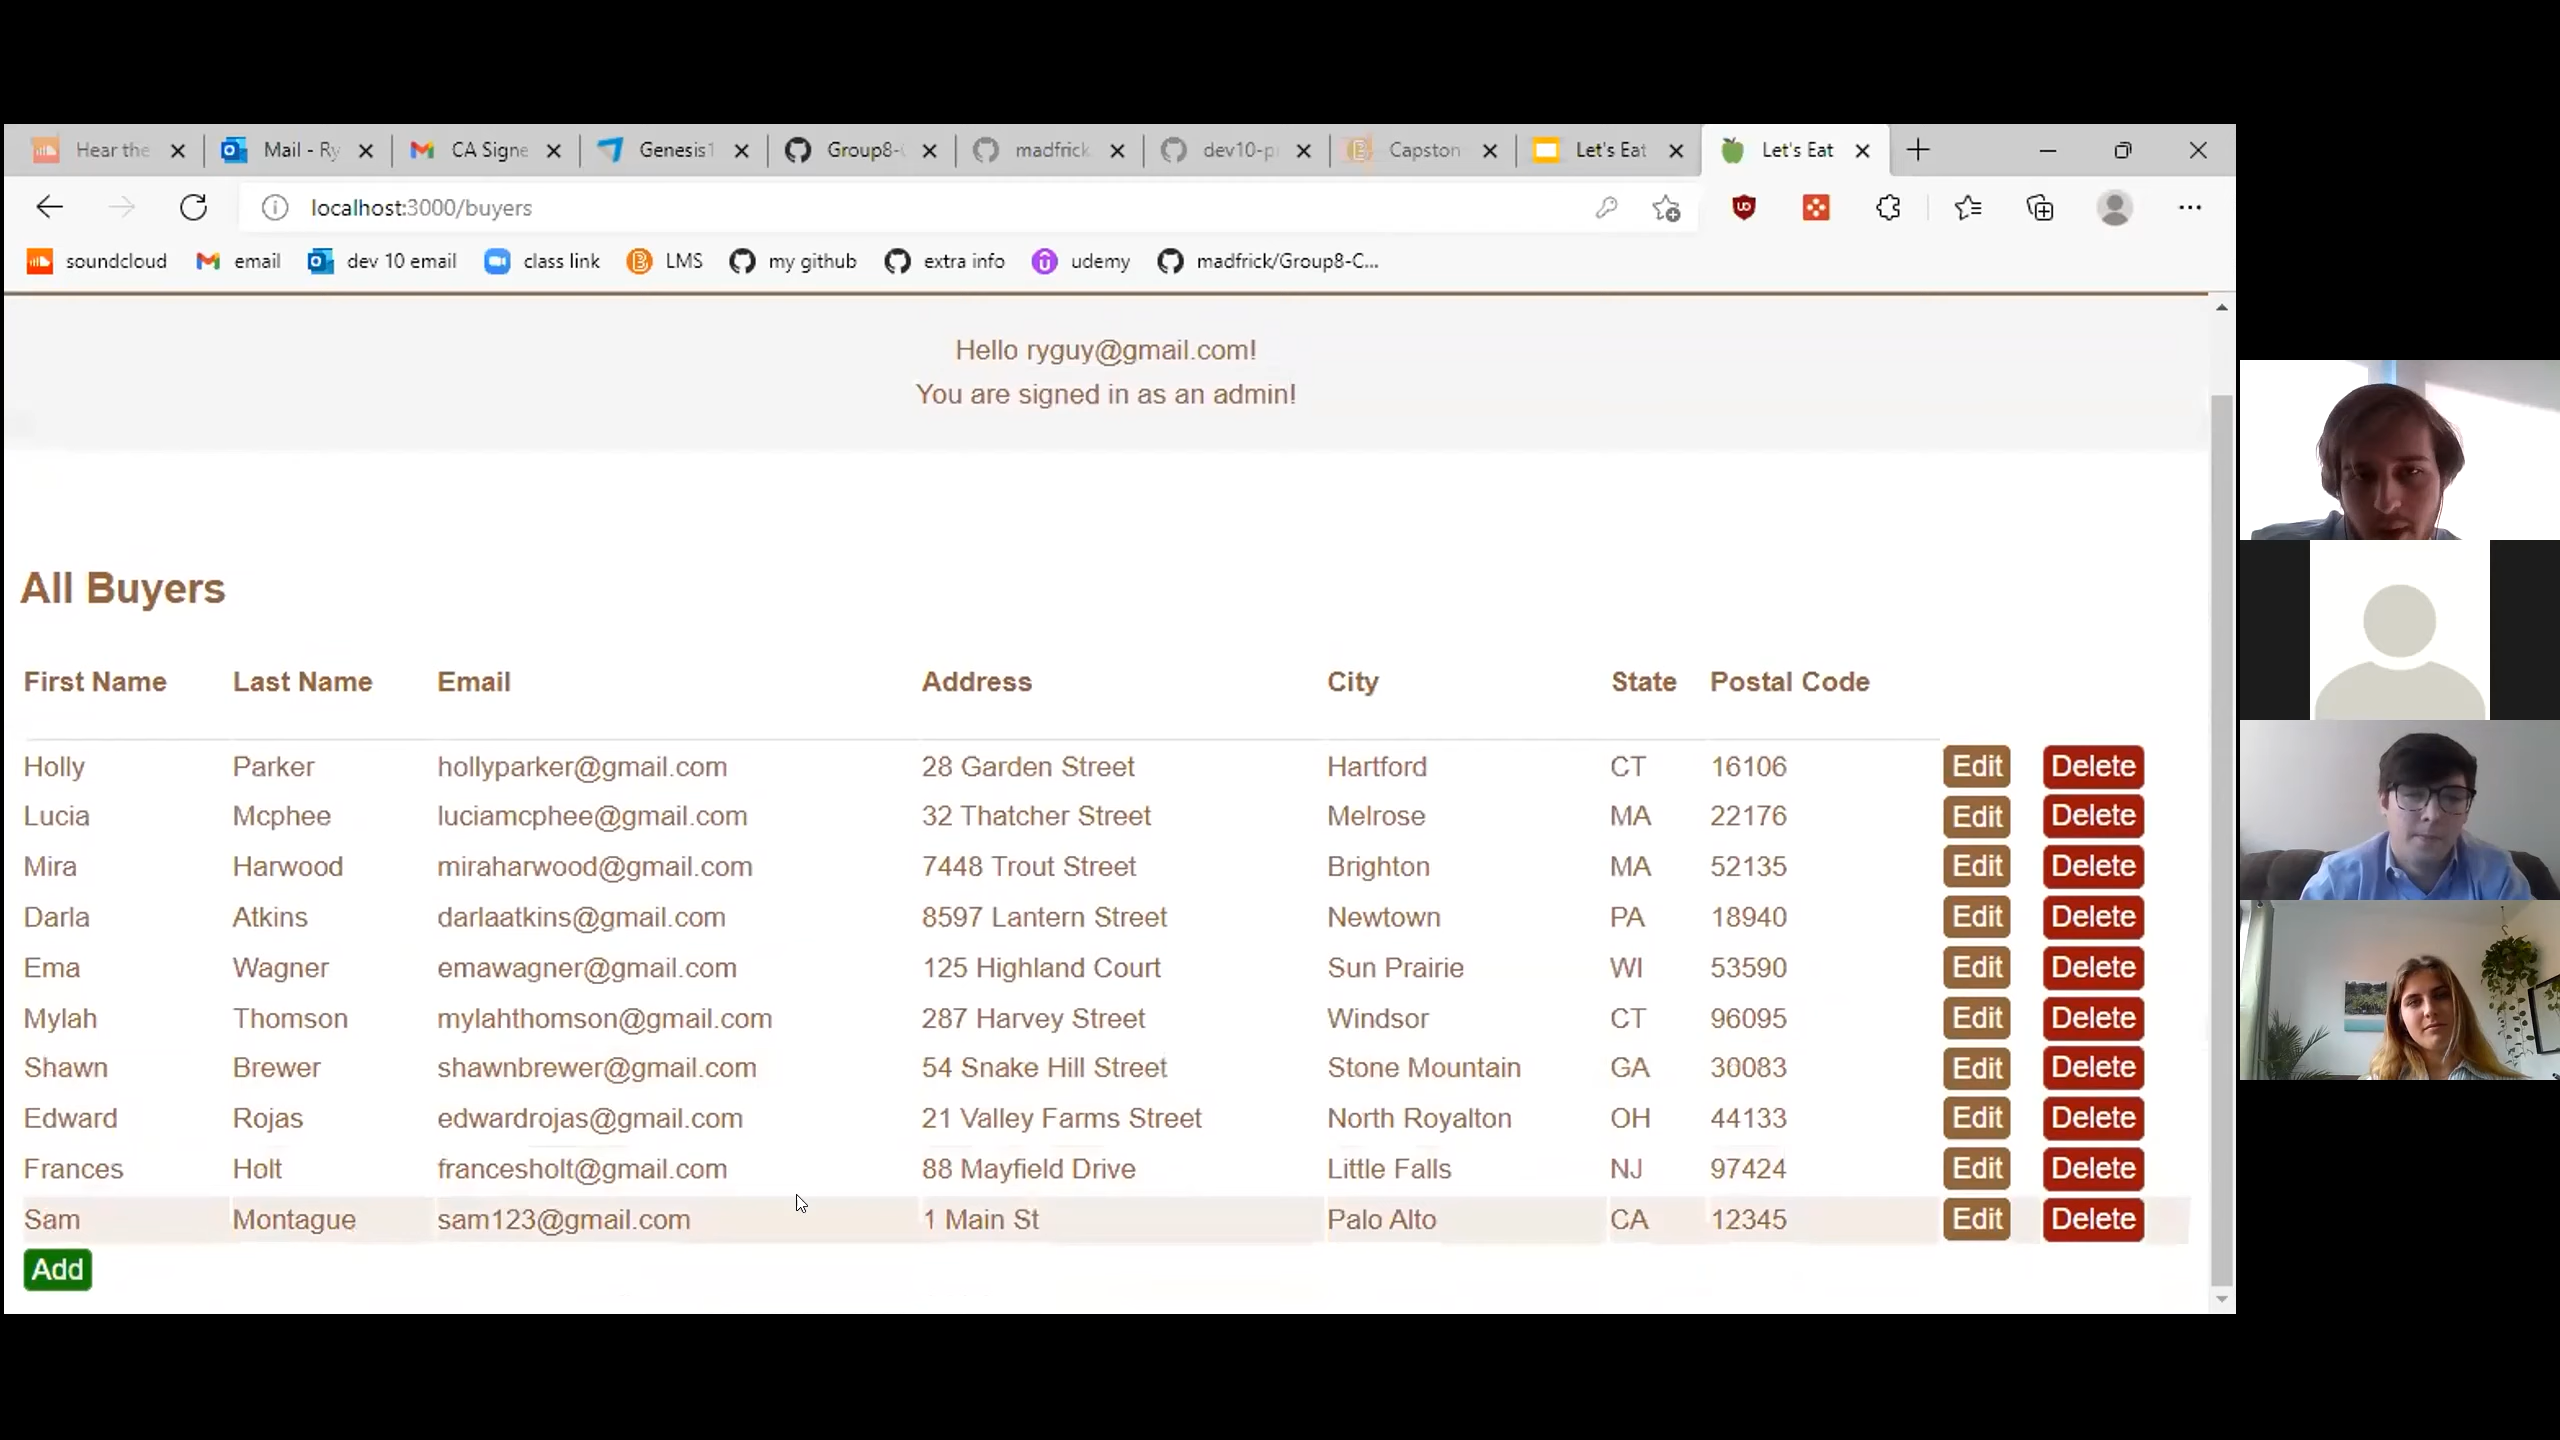 Hear the Mail - Ry CA Signe Genesis1 Group8- madfrick dev10-p Capston Let's Eat Let's Eat
localhost:3000/buyers
soundcloud email dev 10 email class link LMS my github extra info udemy madfrick/Group8-C...
Hello ryguy@gmail.com!
You are signed in as an admin!
All Buyers
First Name Last Name Email Address City State Postal Code
Holly Parker hollyparker@gmail.com 28 Garden Street Hartford CT 16106 Edit Delete
Lucia Mcphee luciamcphee@gmail.com 32 Thatcher Street Melrose MA 22176 Edit Delete
Mira Harwood miraharwood@gmail.com 7448 Trout Street Brighton MA 52135 Edit Delete
Darla Atkins darlaatkins@gmail.com 8597 Lantern Street Newtown PA 18940 Edit Delete
Ema Wagner emawagner@gmail.com 125 Highland Court Sun Prairie WI 53590 Edit Delete
Mylah Thomson mylahthomson@gmail.com 287 Harvey Street Windsor CT 96095 Edit Delete
Shawn Brewer shawnbrewer@gmail.com 54 Snake Hill Street Stone Mountain GA 30083 Edit Delete
Edward Rojas edwardrojas@gmail.com 21 Valley Farms Street North Royalton OH 44133 Edit Delete
Frances Holt francesholt@gmail.com 88 Mayfield Drive Little Falls NJ 97424 Edit Delete
Sam Montague sam123@gmail.com 1 Main St Palo Alto CA 12345 Edit Delete
Add